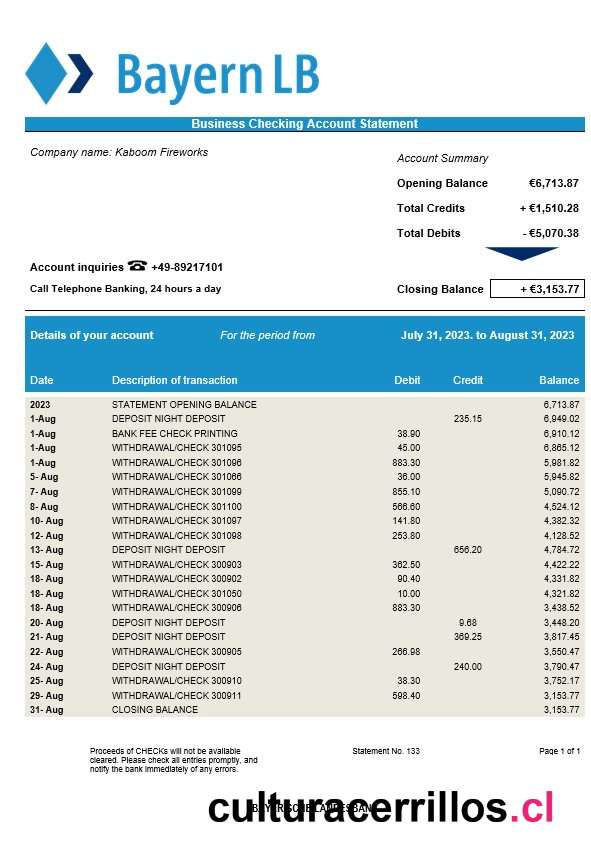 Bayern LB
Business Checking Account Statement
Company name: Kaboom Fireworks
Account Summary
Opening Balance €6,713.87
Total Credits + €1,510.28
Total Debits - €5,070.38
Account inquiries ☎ +49-89217101
Call Telephone Banking, 24 hours a day
Closing Balance + €3,153.77
Details of your account For the period from July 31, 2023. to August 31, 2023
Date Description of transaction Debit Credit Balance
2023 STATEMENT OPENING BALANCE 6,713.87
1-Aug DEPOSIT NIGHT DEPOSIT 235.15 6,949.02
1-Aug BANK FEE CHECK PRINTING 38.90 6,910.12
1-Aug WITHDRAWAL/CHECK 301095 45.00 6,865.12
1-Aug WITHDRAWAL/CHECK 301096 883.30 5,981.82
5- Aug WITHDRAWAL/CHECK 301066 36.00 5,945.82
7- Aug WITHDRAWAL/CHECK 301099 855.10 5,090.72
8- Aug WITHDRAWAL/CHECK 301100 566.60 4,524.12
10- Aug WITHDRAWAL/CHECK 301097 141.80 4,382.32
12- Aug WITHDRAWAL/CHECK 301098 253.80 4,128.52
13- Aug DEPOSIT NIGHT DEPOSIT 656.20 4,784.72
15- Aug WITHDRAWAL/CHECK 300903 362.50 4,422.22
18- Aug WITHDRAWAL/CHECK 300902 90.40 4,331.82
18- Aug WITHDRAWAL/CHECK 301050 10.00 4,321.82
18- Aug WITHDRAWAL/CHECK 300906 883.30 3,438.52
20- Aug DEPOSIT NIGHT DEPOSIT 9.68 3,448.20
21- Aug DEPOSIT NIGHT DEPOSIT 369.25 3,817.45
22- Aug WITHDRAWAL/CHECK 300905 266.98 3,550.47
24- Aug DEPOSIT NIGHT DEPOSIT 240.00 3,790.47
25- Aug WITHDRAWAL/CHECK 300910 38.30 3,752.17
29- Aug WITHDRAWAL/CHECK 300911 598.40 3,153.77
31- Aug CLOSING BALANCE 3,153.77
Proceeds of CHECKs will not be available
cleared. Please check all entries promptly, and
notify the bank immediately of any errors.
Statement No. 133
Page 1 of 1
culturacerrillos.cl